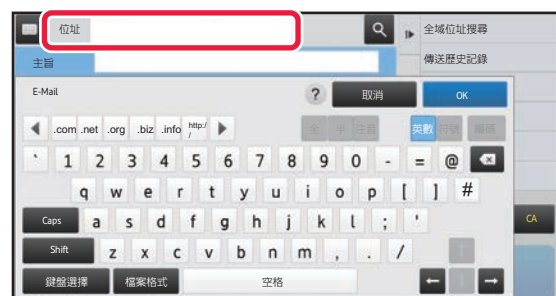 位址
全域位址搜尋
主旨
傳送歷史記錄
E-Mail ? 取消 OK
.com .net .org .biz .info http:// 全 半 注音 英數 符號 編碼
` 1 2 3 4 5 6 7 8 9 0 - = @
q w e r t y u i o p [ ] #
Caps a s d f g h j k l ; ' CA
Shift z x c v b n m , . /
鍵盤選擇 檔案格式 空格